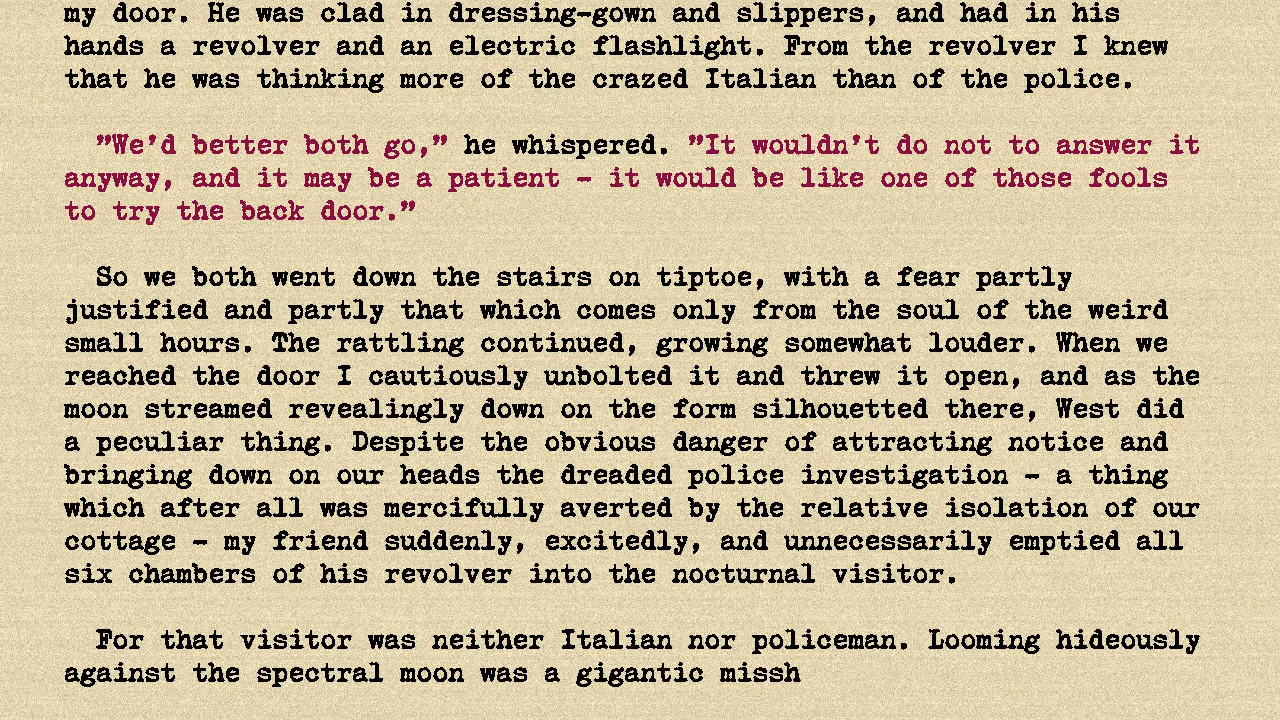 my door. He was clad in dressing-gown and slippers, and had in his
hands a revolver and an electric flashlight. From the revolver I knew
that he was thinking more of the crazed Italian than of the police.
”We’d better both go,” he whispered. ”It wouldn’t do not to answer it
anyway, and it may be a patient – it would be like one of those fools
to try the back door.”
So we both went down the stairs on tiptoe, with a fear partly
justified and partly that which comes only from the soul of the weird
small hours. The rattling continued, growing somewhat louder. When we
reached the door I cautiously unbolted it and threw it open, and as the
moon streamed revealingly down on the form silhouetted there, West did
a peculiar thing. Despite the obvious danger of attracting notice and
bringing down on our heads the dreaded police investigation – a thing
which after all was mercifully averted by the relative isolation of our
cottage – my friend suddenly, excitedly, and unnecessarily emptied all
six chambers of his revolver into the nocturnal visitor.
For that visitor was neither Italian nor policeman. Looming hideously
against the spectral moon was a gigantic missh